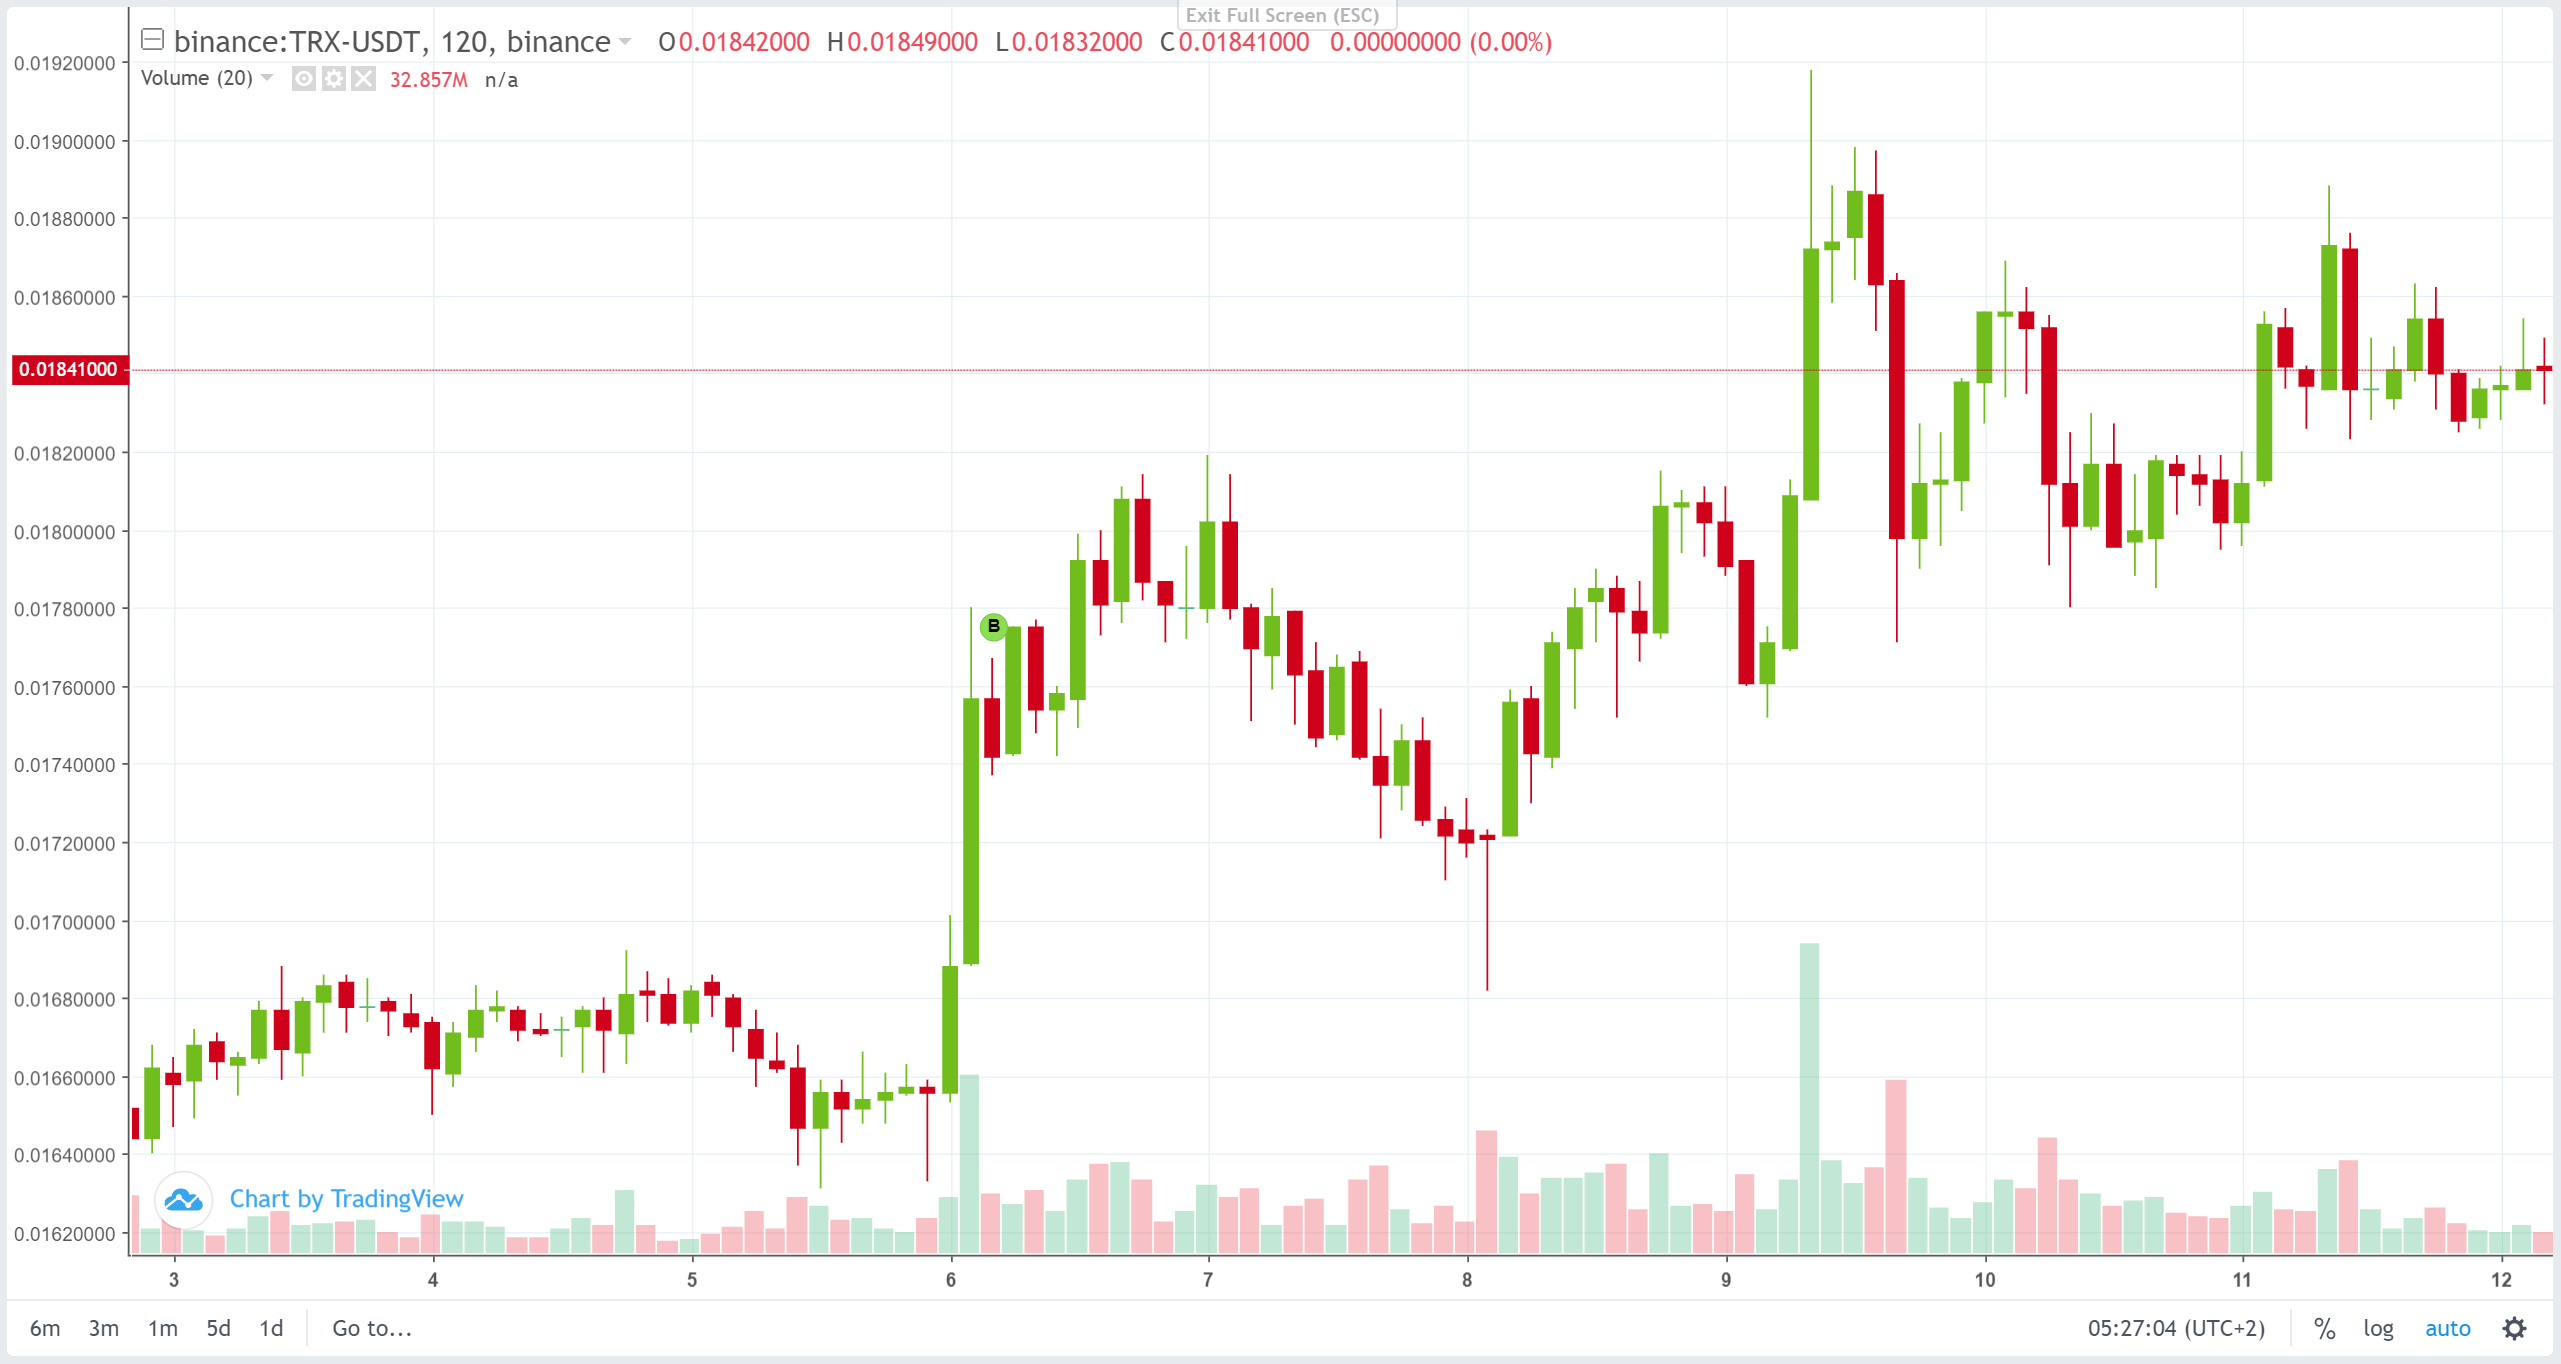 Exit Full Screen (ESC)
binance:TRX-USDT, 120, binance O0.01842000 H0.01849000 L0.01832000 C0.01841000 0.00000000 (0.00%)
Volume (20) 32.857M n/a
0.01920000
0.01900000
0.01880000
0.01860000
0.01841000
0.01820000
0.01800000
0.01780000
B
0.01760000
0.01740000
0.01720000
0.01700000
0.01680000
0.01660000
0.01640000
Chart by TradingView
0.01620000
3 4 5 6 7 8 9 10 11 12
6m 3m 1m 5d 1d Go to... 05:27:04 (UTC+2) % log auto